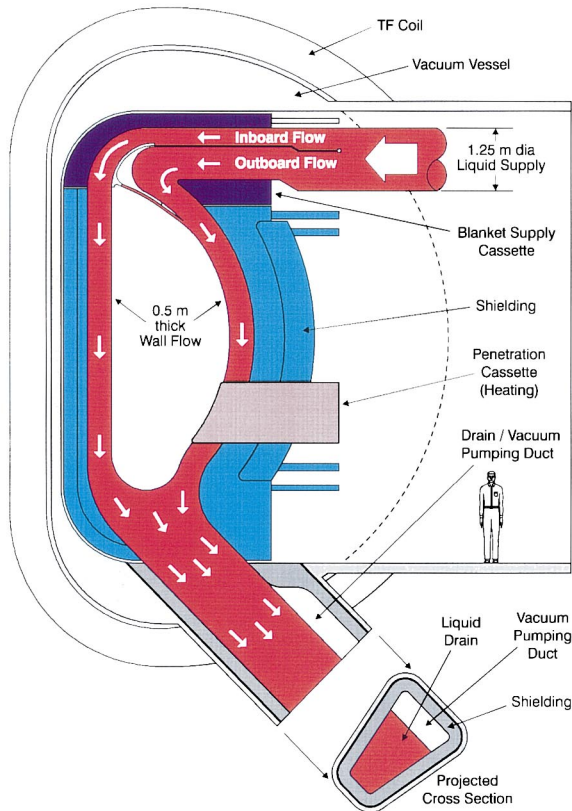 TF Coil
Vacuum Vessel
Inboard Flow
Outboard Flow
1.25 m dia
Liquid Supply
Blanket Supply
Cassette
0.5 m
thick
Wall Flow
Shielding
Penetration
Cassette
(Heating)
Drain / Vacuum
Pumping Duct
Liquid
Drain
Vacuum
Pumping
Duct
Shielding
Projected
Cross Section